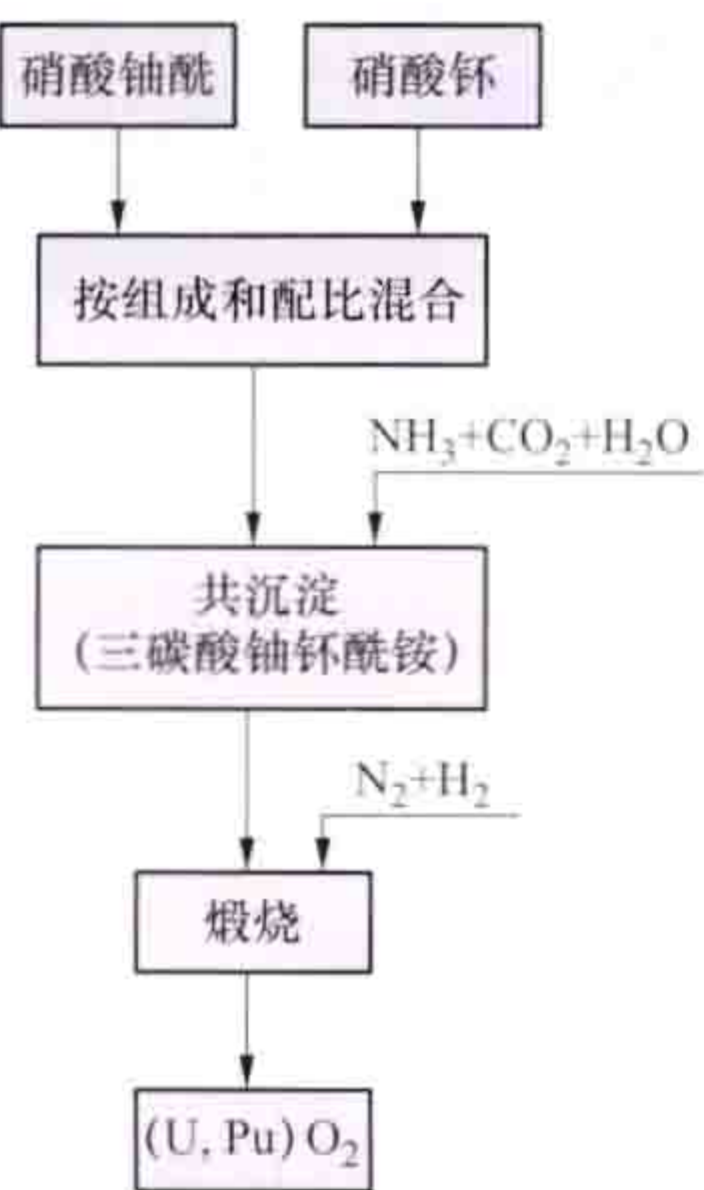 硝酸铀酰
硝酸钚
按组成和配比混合
NH₃+CO₂+H₂O
共沉淀
(三碳酸铀钚酰铵)
N₂+H₂
煅烧
(U, Pu) O₂